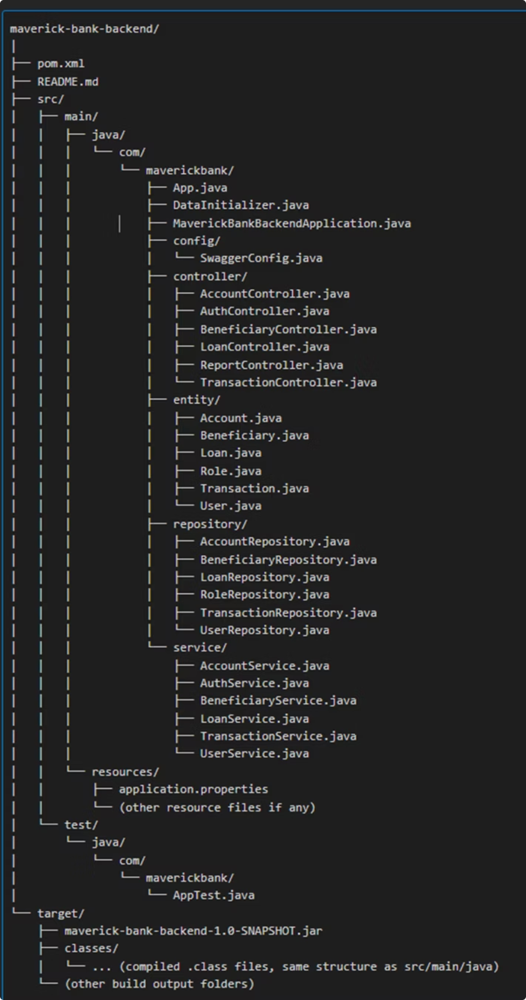 maverick-bank-backend/
│
├── pom.xml
├── README.md
├── src/
│   ├── main/
│   │   ├── java/
│   │   │   └── com/
│   │   │       └── maverickbank/
│   │   │           ├── App.java
│   │   │           ├── DataInitializer.java
│   │   │           ├── MaverickBankBackendApplication.java
│   │   │           ├── config/
│   │   │           │   └── SwaggerConfig.java
│   │   │           ├── controller/
│   │   │           │   ├── AccountController.java
│   │   │           │   ├── AuthController.java
│   │   │           │   ├── BeneficiaryController.java
│   │   │           │   ├── LoanController.java
│   │   │           │   ├── ReportController.java
│   │   │           │   └── TransactionController.java
│   │   │           ├── entity/
│   │   │           │   ├── Account.java
│   │   │           │   ├── Beneficiary.java
│   │   │           │   ├── Loan.java
│   │   │           │   ├── Role.java
│   │   │           │   ├── Transaction.java
│   │   │           │   └── User.java
│   │   │           ├── repository/
│   │   │           │   ├── AccountRepository.java
│   │   │           │   ├── BeneficiaryRepository.java
│   │   │           │   ├── LoanRepository.java
│   │   │           │   ├── RoleRepository.java
│   │   │           │   ├── TransactionRepository.java
│   │   │           │   └── UserRepository.java
│   │   │           └── service/
│   │   │               ├── AccountService.java
│   │   │               ├── AuthService.java
│   │   │               ├── BeneficiaryService.java
│   │   │               ├── LoanService.java
│   │   │               ├── TransactionService.java
│   │   │               └── UserService.java
│   │   └── resources/
│   │       ├── application.properties
│   │       └── (other resource files if any)
│   └── test/
│       └── java/
│           └── com/
│               └── maverickbank/
│                   └── AppTest.java
└── target/
    ├── maverick-bank-backend-1.0-SNAPSHOT.jar
    ├── classes/
    │   └── ... (compiled .class files, same structure as src/main/java)
    └── (other build output folders)